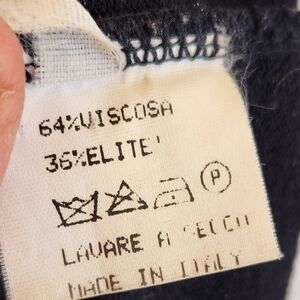 64%VISCOSA
36%ELITE'
P
LAVARE A SECCO
MADE IN ITALY